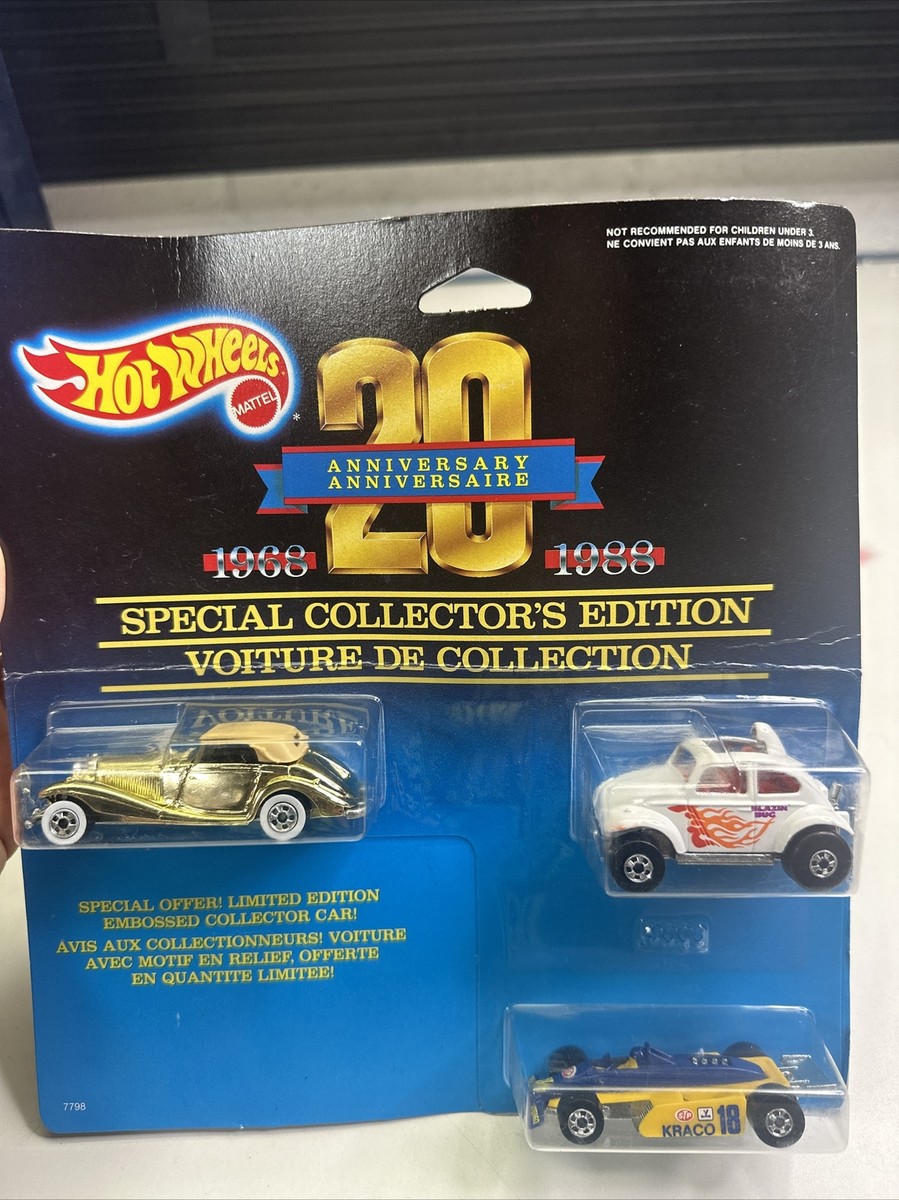 NOT RECOMMENDED FOR CHILDREN UNDER 3.
NE CONVIENT PAS AUX ENFANTS DE MOINS DE 3 ANS.
HOT WHEELS
MATTEL
*
20
ANNIVERSARY
ANNIVERSAIRE
1968
1988
SPECIAL COLLECTOR'S EDITION
VOITURE DE COLLECTION
BLAZIN'
BUG
SPECIAL OFFER! LIMITED EDITION
EMBOSSED COLLECTOR CAR!
AVIS AUX COLLECTIONNEURS! VOITURE
AVEC MOTIF EN RELIEF, OFFERTE
EN QUANTITE LIMITEE!
STP
KRACO 18
7798